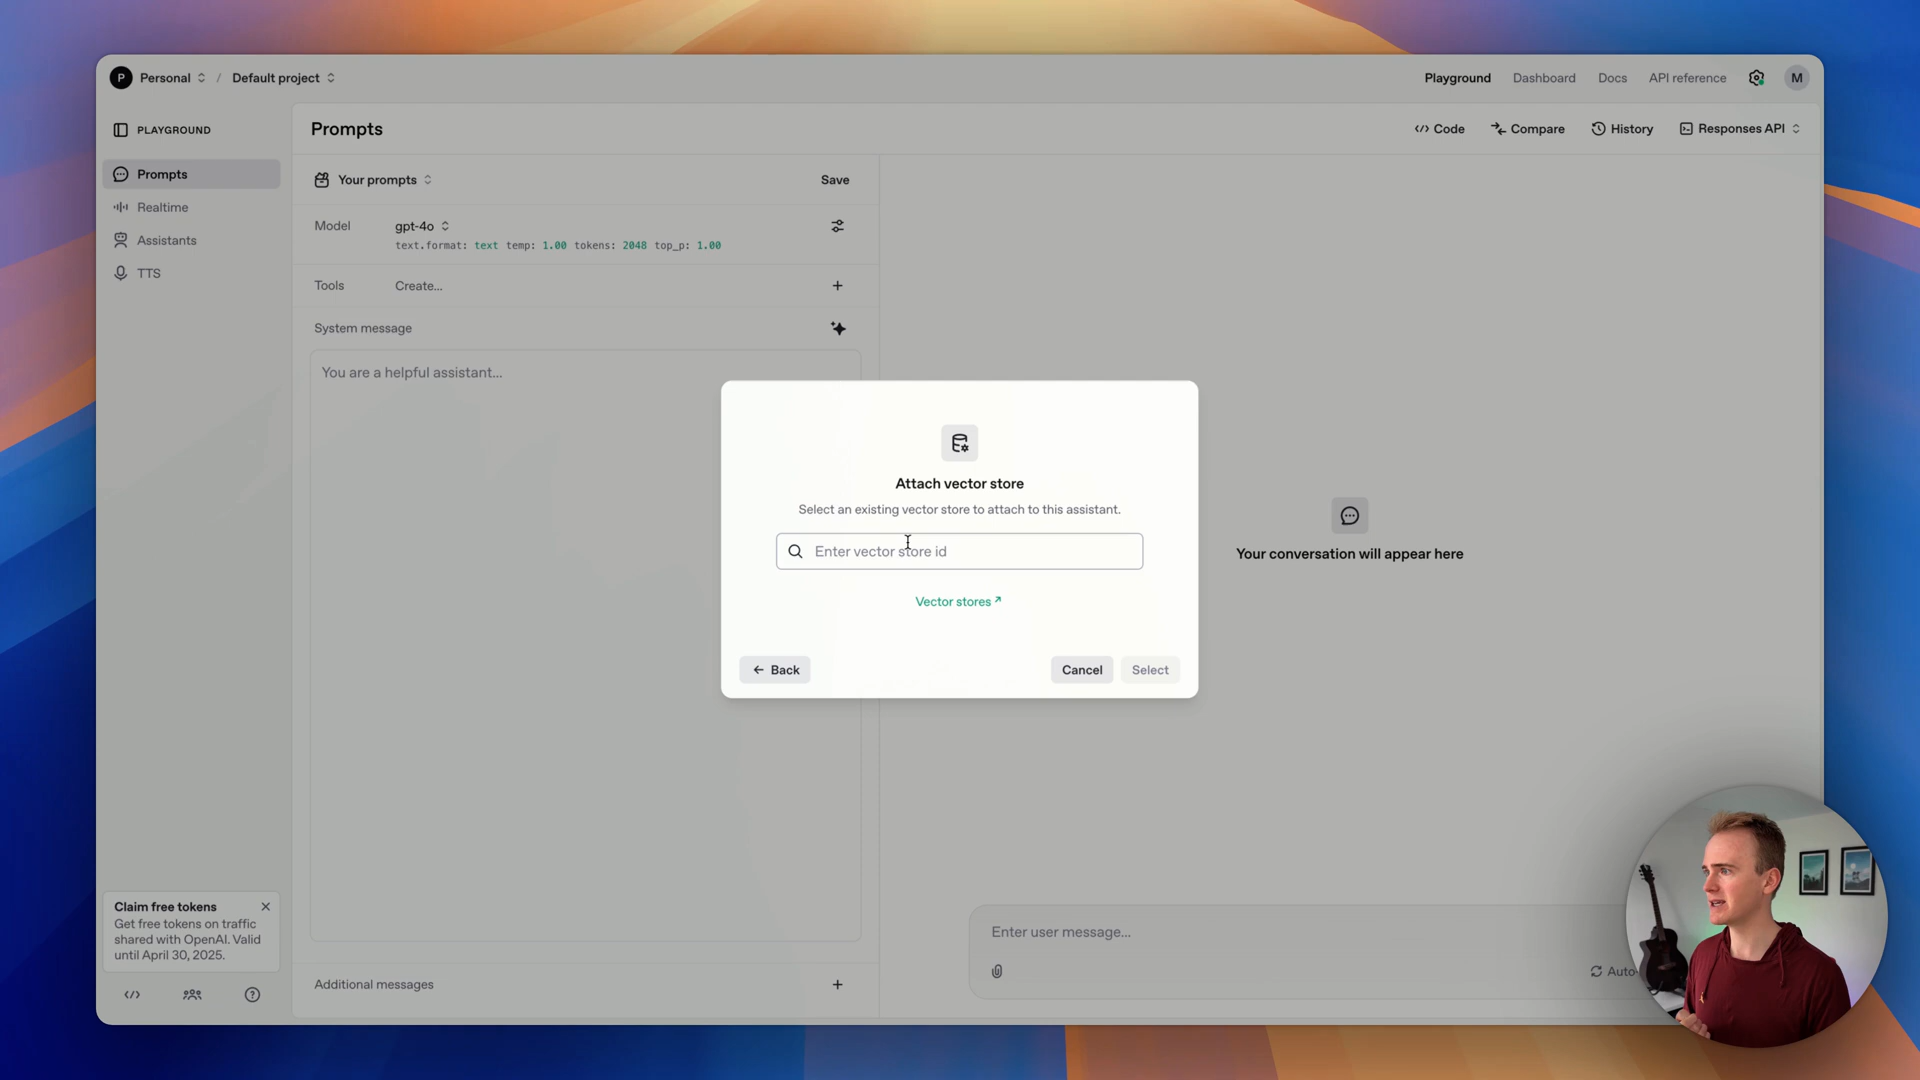 P Personal / Default project
Playground Dashboard Docs API reference M
PLAYGROUND
Prompts
Realtime
Assistants
TTS
Prompts
</> Code Compare History Responses API
Your prompts Save
Model gpt-4o
text.format: text temp: 1.00 tokens: 2048 top_p: 1.00
Tools Create... +
System message
You are a helpful assistant...
Attach vector store
Select an existing vector store to attach to this assistant.
Enter vector store id
Vector stores ↗
← Back Cancel Select
Your conversation will appear here
Claim free tokens
Get free tokens on traffic
shared with OpenAI. Valid
until April 30, 2025.
Additional messages +
Enter user message...
Auto-